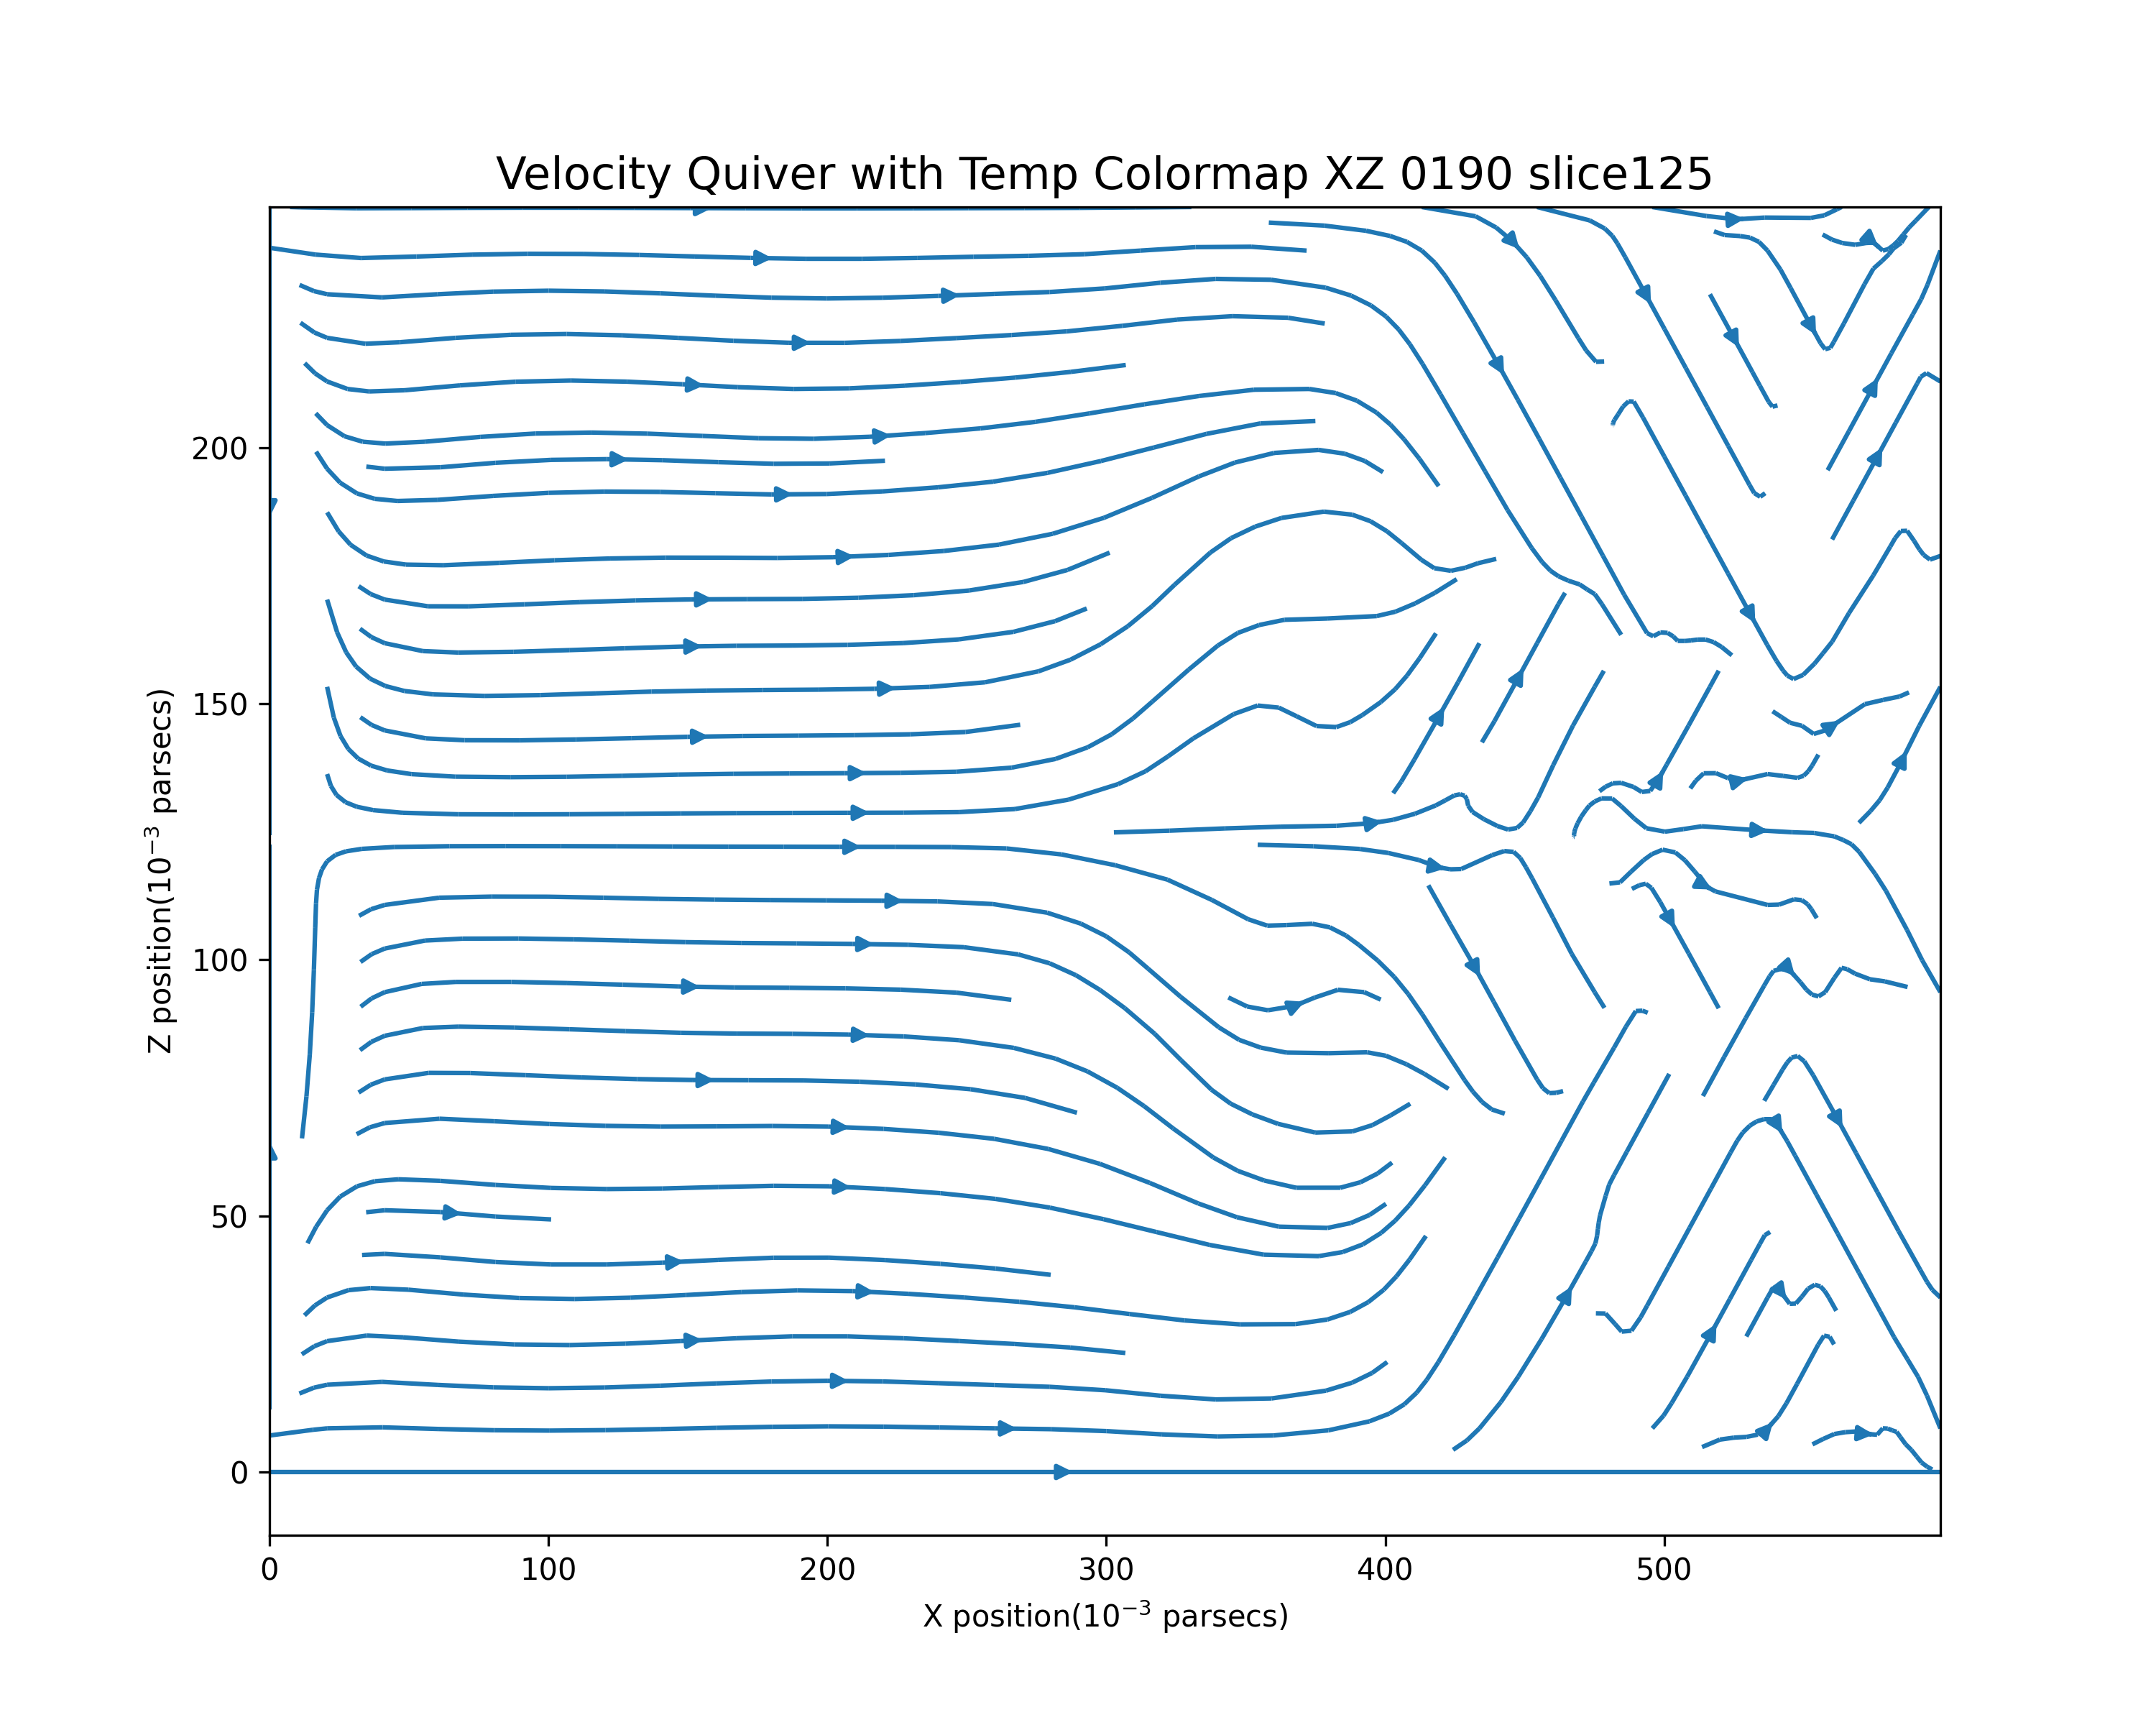 Velocity Quiver with Temp Colormap XZ 0190 slice125
200
150
100
50
0
Z position(10⁻³ parsecs)
0 100 200 300 400 500
X position(10⁻³ parsecs)